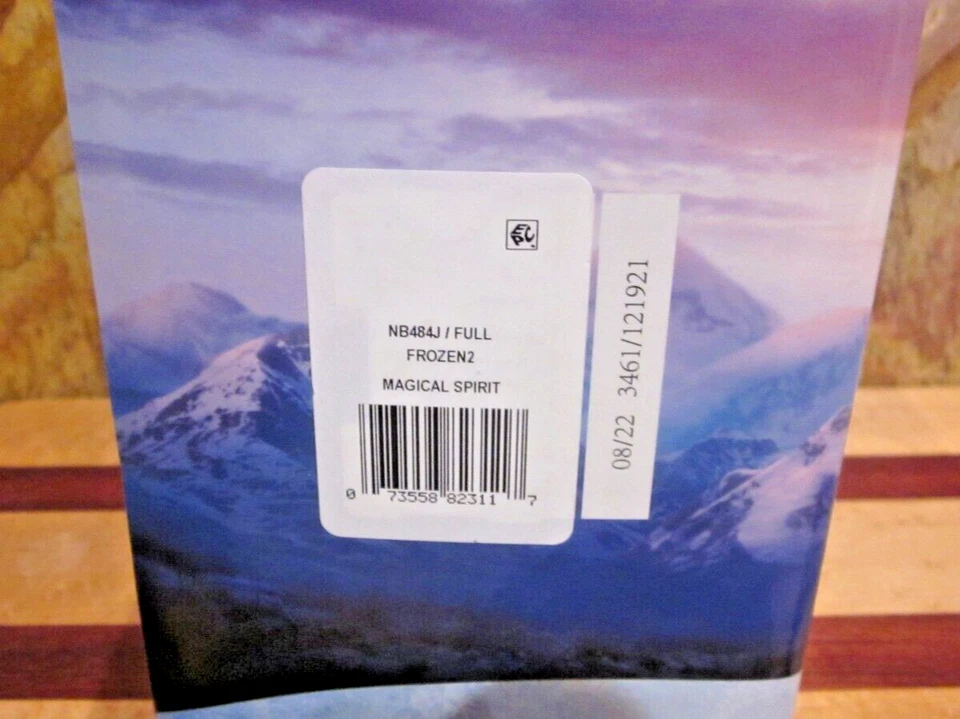 NB484J / FULL
FROZEN2
MAGICAL SPIRIT
0 73558 82311 7
08/22 3461/121921